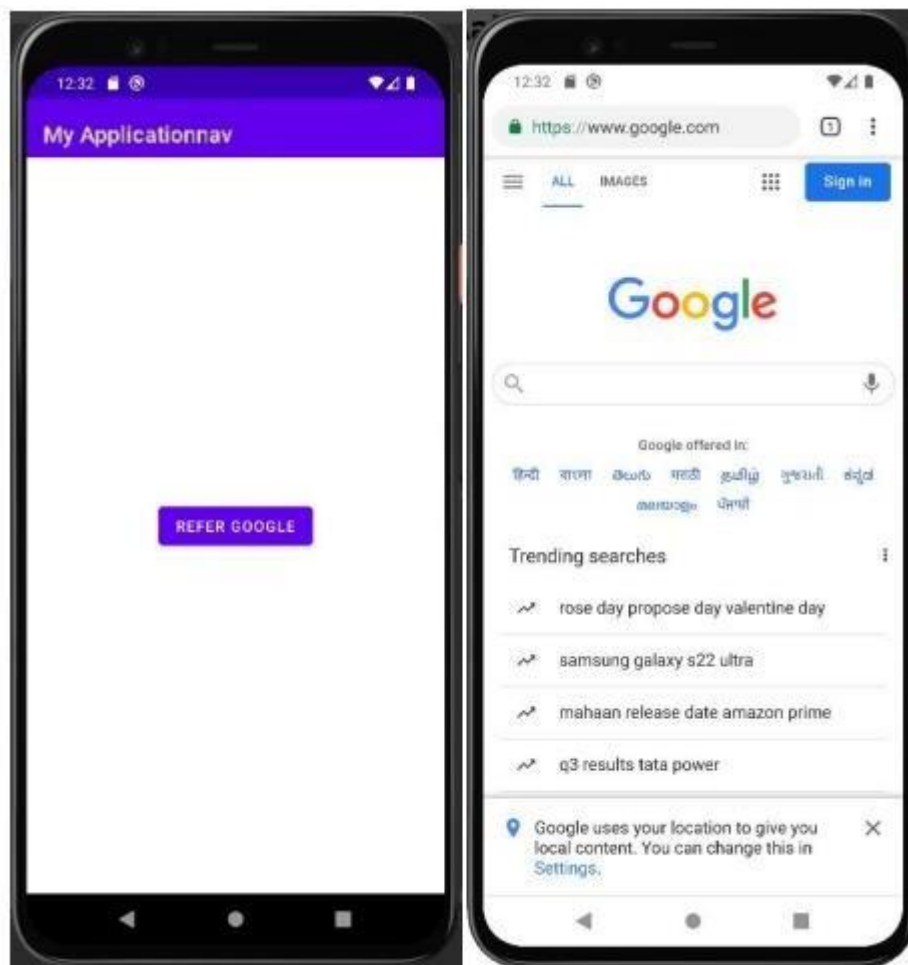 12:32
My Applicationnav
REFER GOOGLE
12:32
https://www.google.com
1
ALL IMAGES Sign in
Google
Google offered in:
हिन्दी বাংলা తెలుగు मराठी தமிழ் ગુજરાતી ಕನ್ನಡ
മലയാളം ਪੰਜਾਬੀ
Trending searches
rose day propose day valentine day
samsung galaxy s22 ultra
mahaan release date amazon prime
q3 results tata power
Google uses your location to give you
local content. You can change this in
Settings.